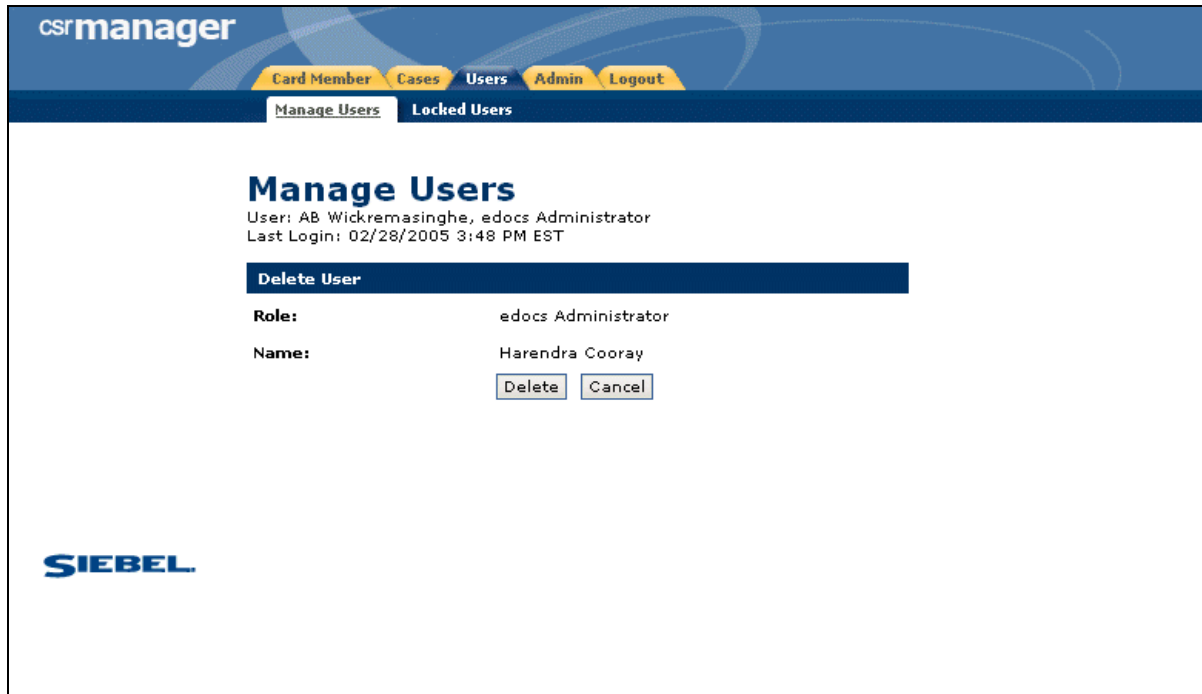 csrmanager
Card Member Cases Users Admin Logout
Manage Users Locked Users
Manage Users
User: AB Wickremasinghe, edocs Administrator
Last Login: 02/28/2005 3:48 PM EST
Delete User
Role: edocs Administrator
Name: Harendra Cooray
Delete Cancel
SIEBEL.